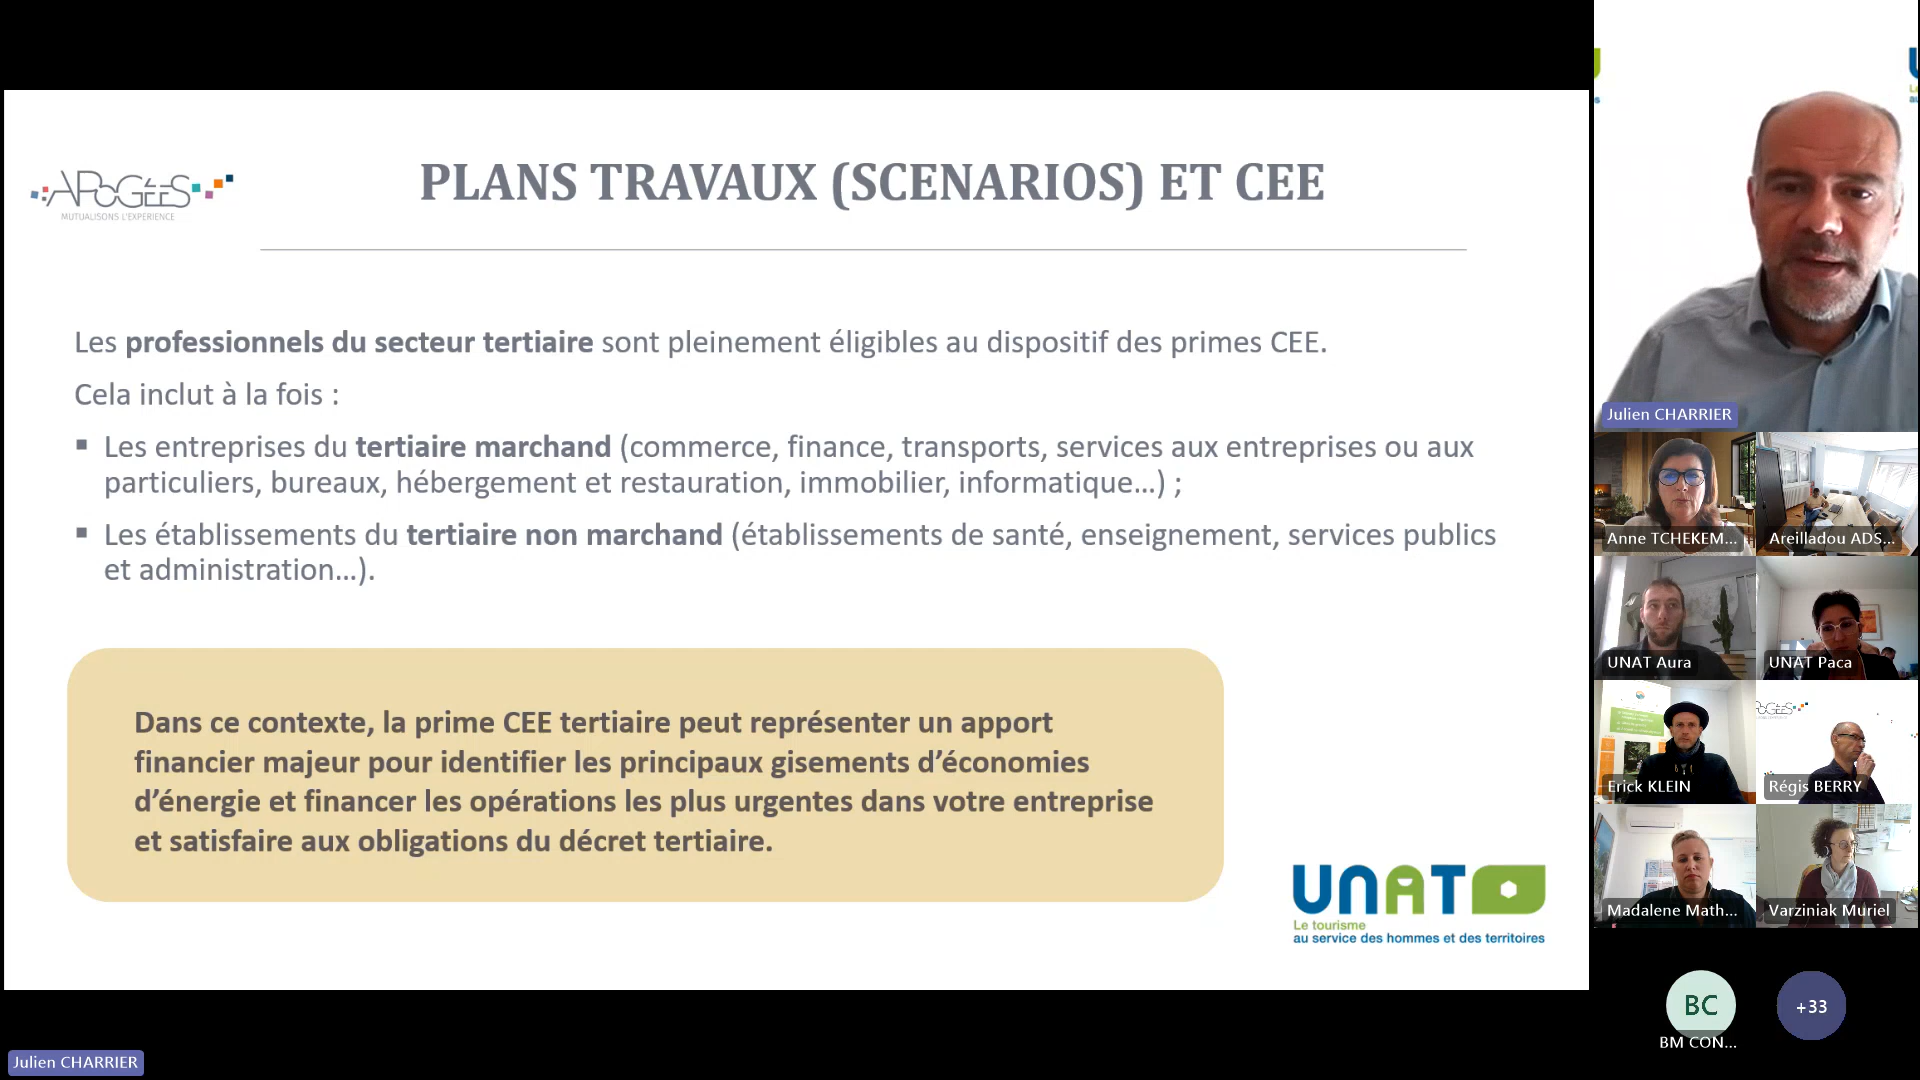 APOGÉES
MUTUALISONS L'EXPERIENCE
PLANS TRAVAUX (SCENARIOS) ET CEE
Les professionnels du secteur tertiaire sont pleinement éligibles au dispositif des primes CEE.
Cela inclut à la fois :
▪ Les entreprises du tertiaire marchand (commerce, finance, transports, services aux entreprises ou aux
particuliers, bureaux, hébergement et restauration, immobilier, informatique…) ;
▪ Les établissements du tertiaire non marchand (établissements de santé, enseignement, services publics
et administration…).
Dans ce contexte, la prime CEE tertiaire peut représenter un apport
financier majeur pour identifier les principaux gisements d’économies
d’énergie et financer les opérations les plus urgentes dans votre entreprise
et satisfaire aux obligations du décret tertiaire.
UNAT
Le tourisme
au service des hommes et des territoires
Julien CHARRIER
Julien CHARRIER
Anne TCHEKEM...
Areilladou ADS...
UNAT Aura
UNAT Paca
Erick KLEIN
Régis BERRY
Madalene Math...
Varziniak Muriel
BC
BM CON...
+33